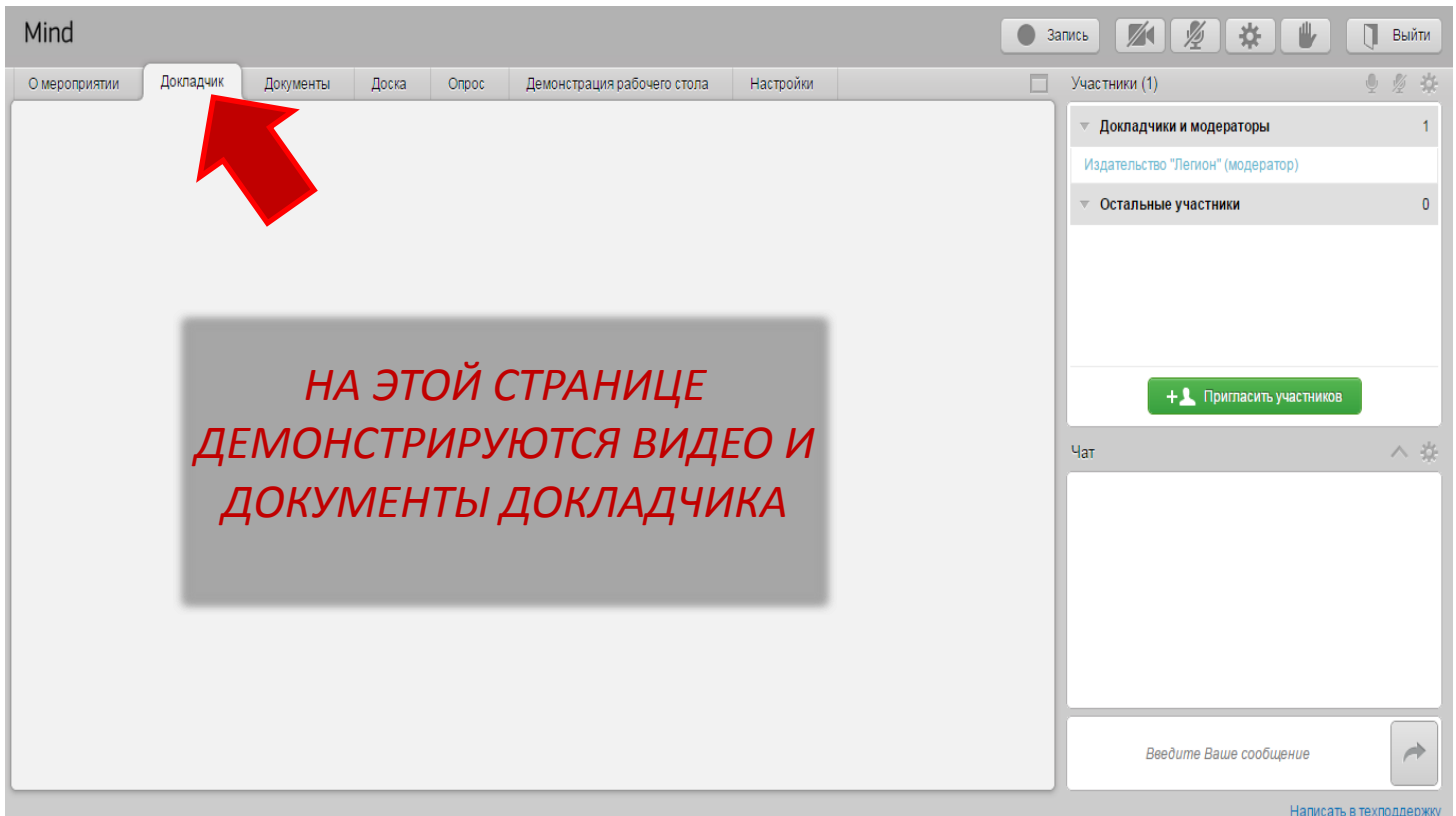 Mind
Запись
Выйти
О мероприятии
Докладчик
Документы
Доска
Опрос
Демонстрация рабочего стола
Настройки
Участники (1)
Докладчики и модераторы 1
Издательство "Легион" (модератор)
Остальные участники 0
НА ЭТОЙ СТРАНИЦЕ
ДЕМОНСТРИРУЮТСЯ ВИДЕО И
ДОКУМЕНТЫ ДОКЛАДЧИКА
Пригласить участников
Чат
Введите Ваше сообщение
Написать в техподдержку